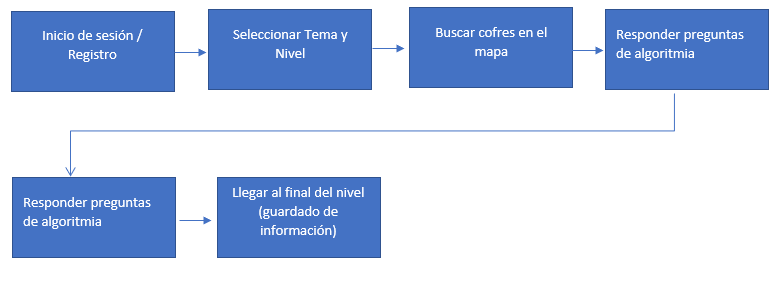 Inicio de sesión /
Registro
Seleccionar Tema y
Nivel
Buscar cofres en el
mapa
Responder preguntas
de algoritmia
Responder preguntas
de algoritmia
Llegar al final del nivel
(guardado de
información)